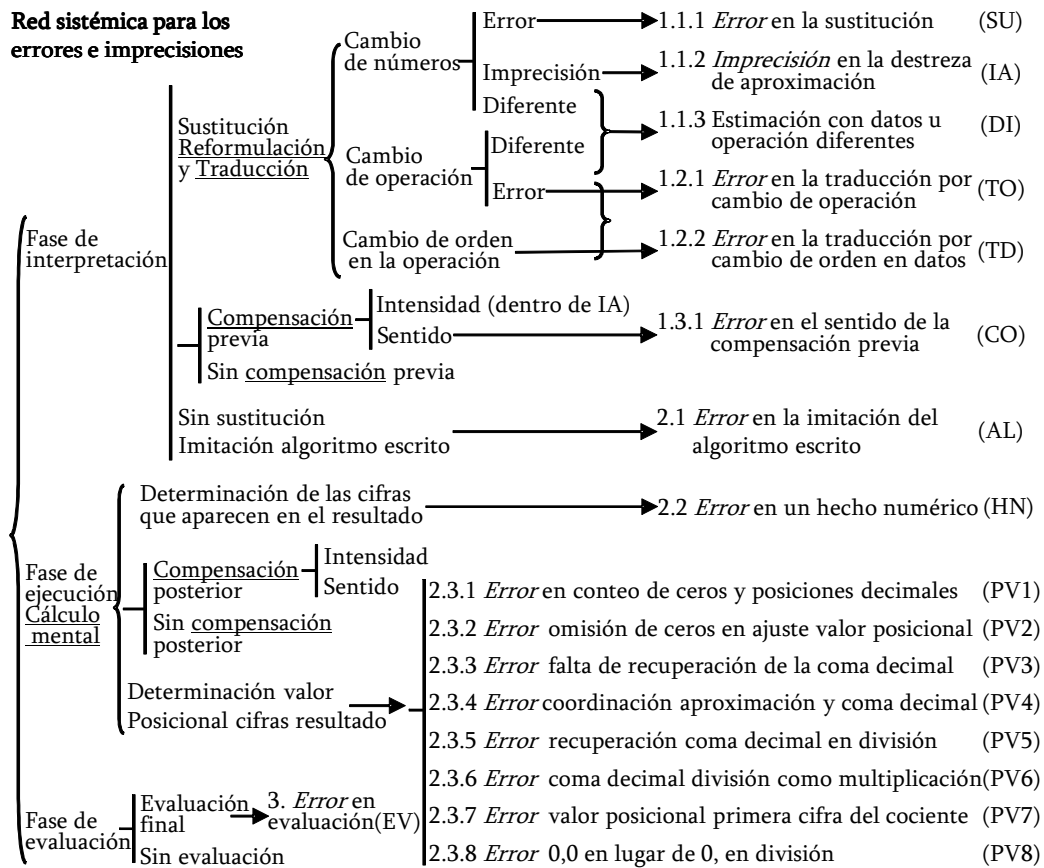 Red sistémica para los
errores e imprecisiones
Fase de
interpretación
Sustitución
Reformulación
y Traducción
Cambio
de números
Error
1.1.1 Error en la sustitución (SU)
Imprecisión
1.1.2 Imprecisión en la destreza
de aproximación (IA)
Diferente
1.1.3 Estimación con datos u
operación diferentes (DI)
Cambio
de operación
Diferente
Error
1.2.1 Error en la traducción por
cambio de operación (TO)
Cambio de orden
en la operación
1.2.2 Error en la traducción por
cambio de orden en datos (TD)
Compensación
previa
Intensidad (dentro de IA)
Sentido
1.3.1 Error en el sentido de la
compensación previa (CO)
Sin compensación previa
Sin sustitución
Imitación algoritmo escrito
2.1 Error en la imitación del
algoritmo escrito (AL)
Fase de
ejecución
Cálculo
mental
Determinación de las cifras
que aparecen en el resultado
2.2 Error en un hecho numérico (HN)
Compensación
posterior
Intensidad
Sentido
Sin compensación
posterior
Determinación valor
Posicional cifras resultado
2.3.1 Error en conteo de ceros y posiciones decimales (PV1)
2.3.2 Error omisión de ceros en ajuste valor posicional (PV2)
2.3.3 Error falta de recuperación de la coma decimal (PV3)
2.3.4 Error coordinación aproximación y coma decimal (PV4)
2.3.5 Error recuperación coma decimal en división (PV5)
2.3.6 Error coma decimal división como multiplicación(PV6)
2.3.7 Error valor posicional primera cifra del cociente (PV7)
2.3.8 Error 0,0 en lugar de 0, en división (PV8)
Fase de
evaluación
Evaluación
final
3. Error en
evaluación(EV)
Sin evaluación